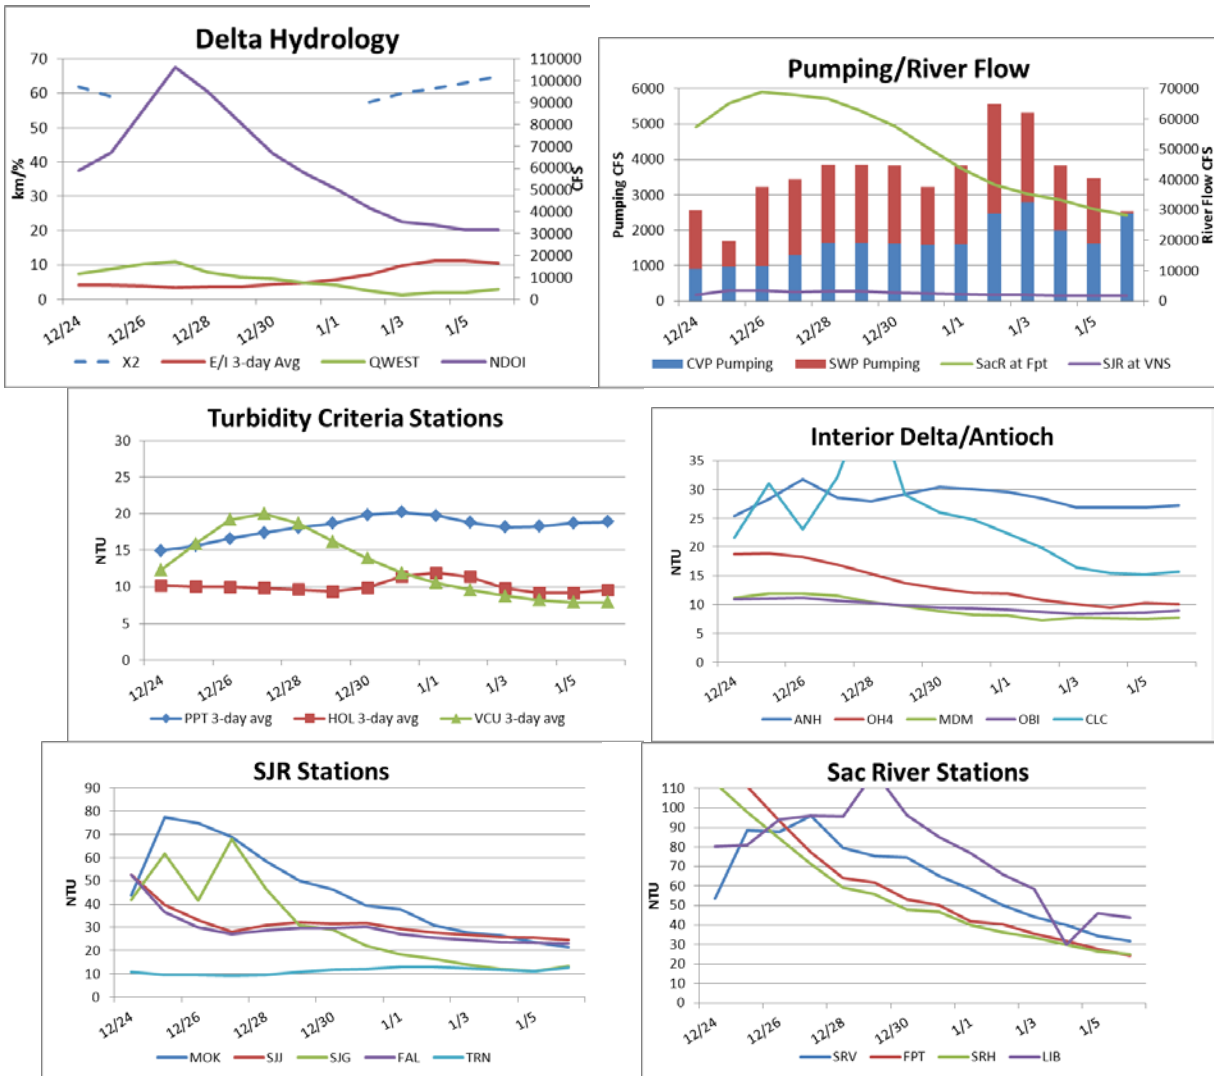 Delta Hydrology
70
60
50
40
30
20
10
0
km/%
110000
100000
90000
80000
70000
60000
50000
40000
30000
20000
10000
0
CFS
12/24
12/26
12/28
12/30
1/1
1/3
1/5
X2
E/I 3-day Avg
QWEST
NDOI
Pumping/River Flow
6000
5000
4000
3000
2000
1000
0
Pumping CFS
70000
60000
50000
40000
30000
20000
10000
0
River Flow CFS
12/24
12/26
12/28
12/30
1/1
1/3
1/5
CVP Pumping
SWP Pumping
SacR at Fpt
SJR at VNS
Turbidity Criteria Stations
30
25
20
15
10
5
0
NTU
12/24
12/26
12/28
12/30
1/1
1/3
1/5
PPT 3-day avg
HOL 3-day avg
VCU 3-day avg
Interior Delta/Antioch
35
30
25
20
15
10
5
0
NTU
12/24
12/26
12/28
12/30
1/1
1/3
1/5
ANH
OH4
MDM
OBI
CLC
SJR Stations
90
80
70
60
50
40
30
20
10
0
NTU
12/24
12/26
12/28
12/30
1/1
1/3
1/5
MOK
SJJ
SJG
FAL
TRN
Sac River Stations
110
100
90
80
70
60
50
40
30
20
10
0
NTU
12/24
12/26
12/28
12/30
1/1
1/3
1/5
SRV
FPT
SRH
LIB